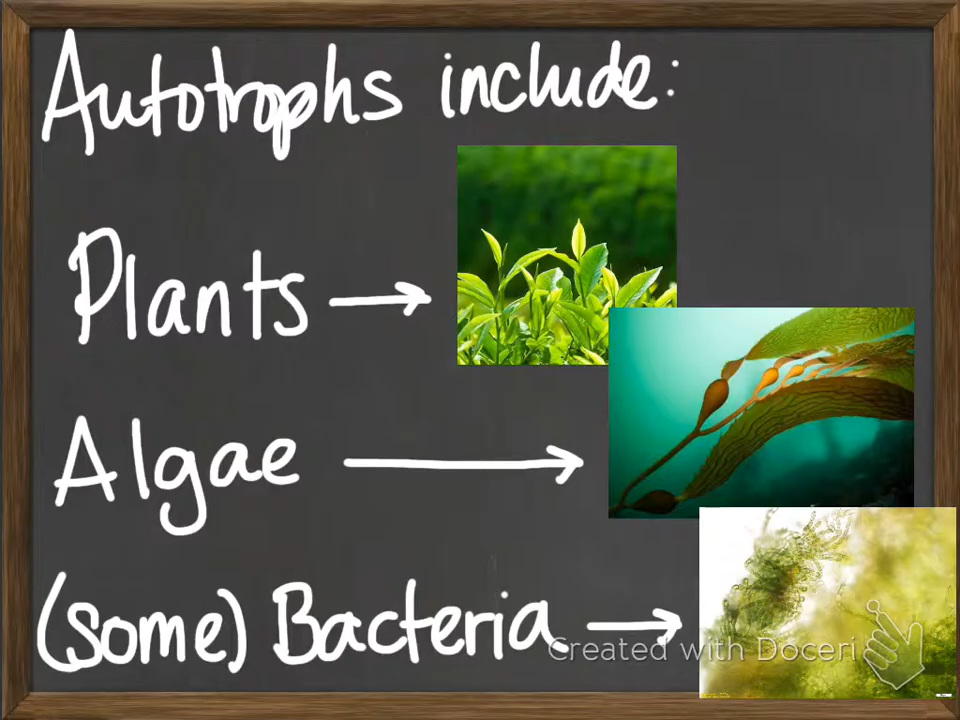 Autotrophs include:
Plants →
Algae →
(some) Bacteria →
Created with Doceri